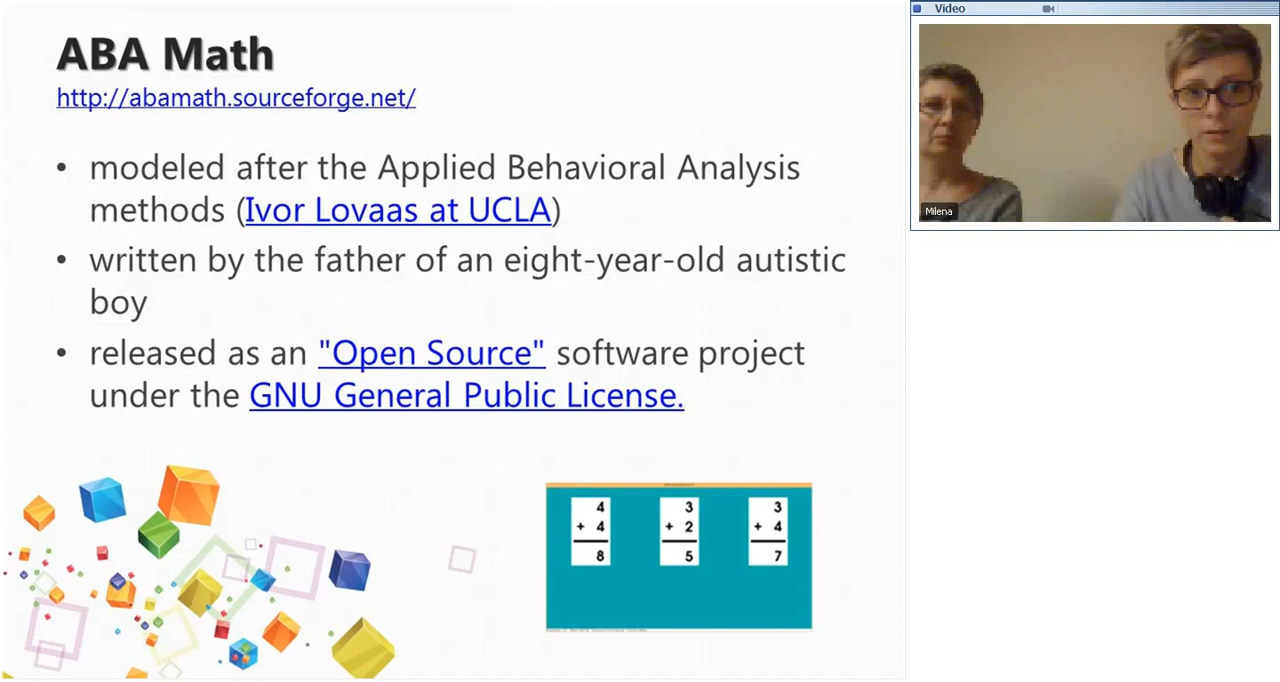 ABA Math
http://abamath.sourceforge.net/
• modeled after the Applied Behavioral Analysis
methods (Ivor Lovaas at UCLA)
• written by the father of an eight-year-old autistic
boy
• released as an "Open Source" software project
under the GNU General Public License.
4
+ 4
8
3
+ 2
5
3
+ 4
7
Video
Milena